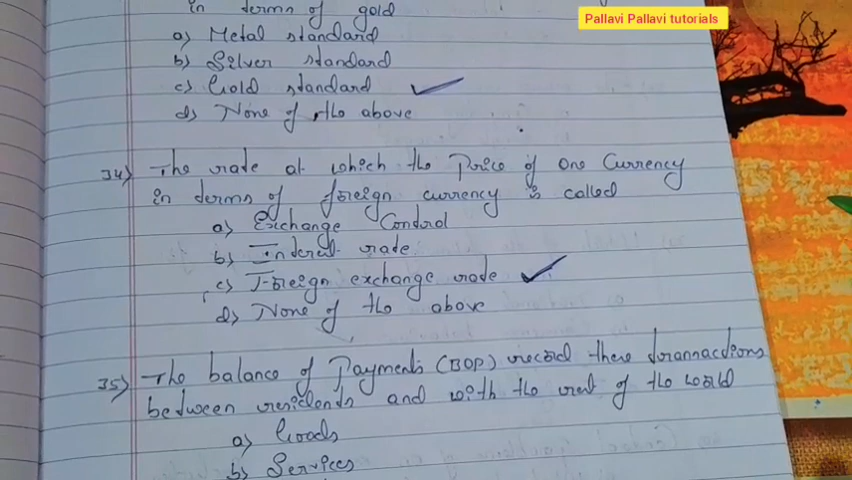 in terms of gold
Pallavi Pallavi tutorials
a) Metal standard
b) Silver standard
c) Gold standard
d) None of the above
34) The rate at which the Price of one Currency
in terms of foreign currency is called
a) Exchange Control
b) Interest rate
c) Foreign exchange rate
d) None of the above
35) The balance of Payments (BOP) record these transactions
between residents and with the rest of the world
a) Goods
b) Services